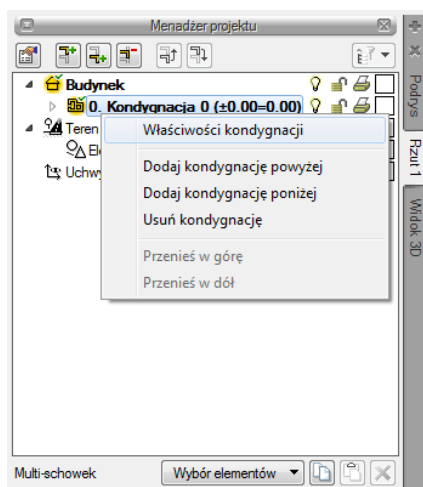 Menadżer projektu
Budynek
0. Kondygnacja 0 (±0.00=0.00)
Teren
Właściwości kondygnacji
Ele
Uchwy
Dodaj kondygnację powyżej
Dodaj kondygnację poniżej
Usuń kondygnację
Przenieś w górę
Przenieś w dół
Multi-schowek
Wybór elementów
Podrys
Rzut 1
Widok 3D